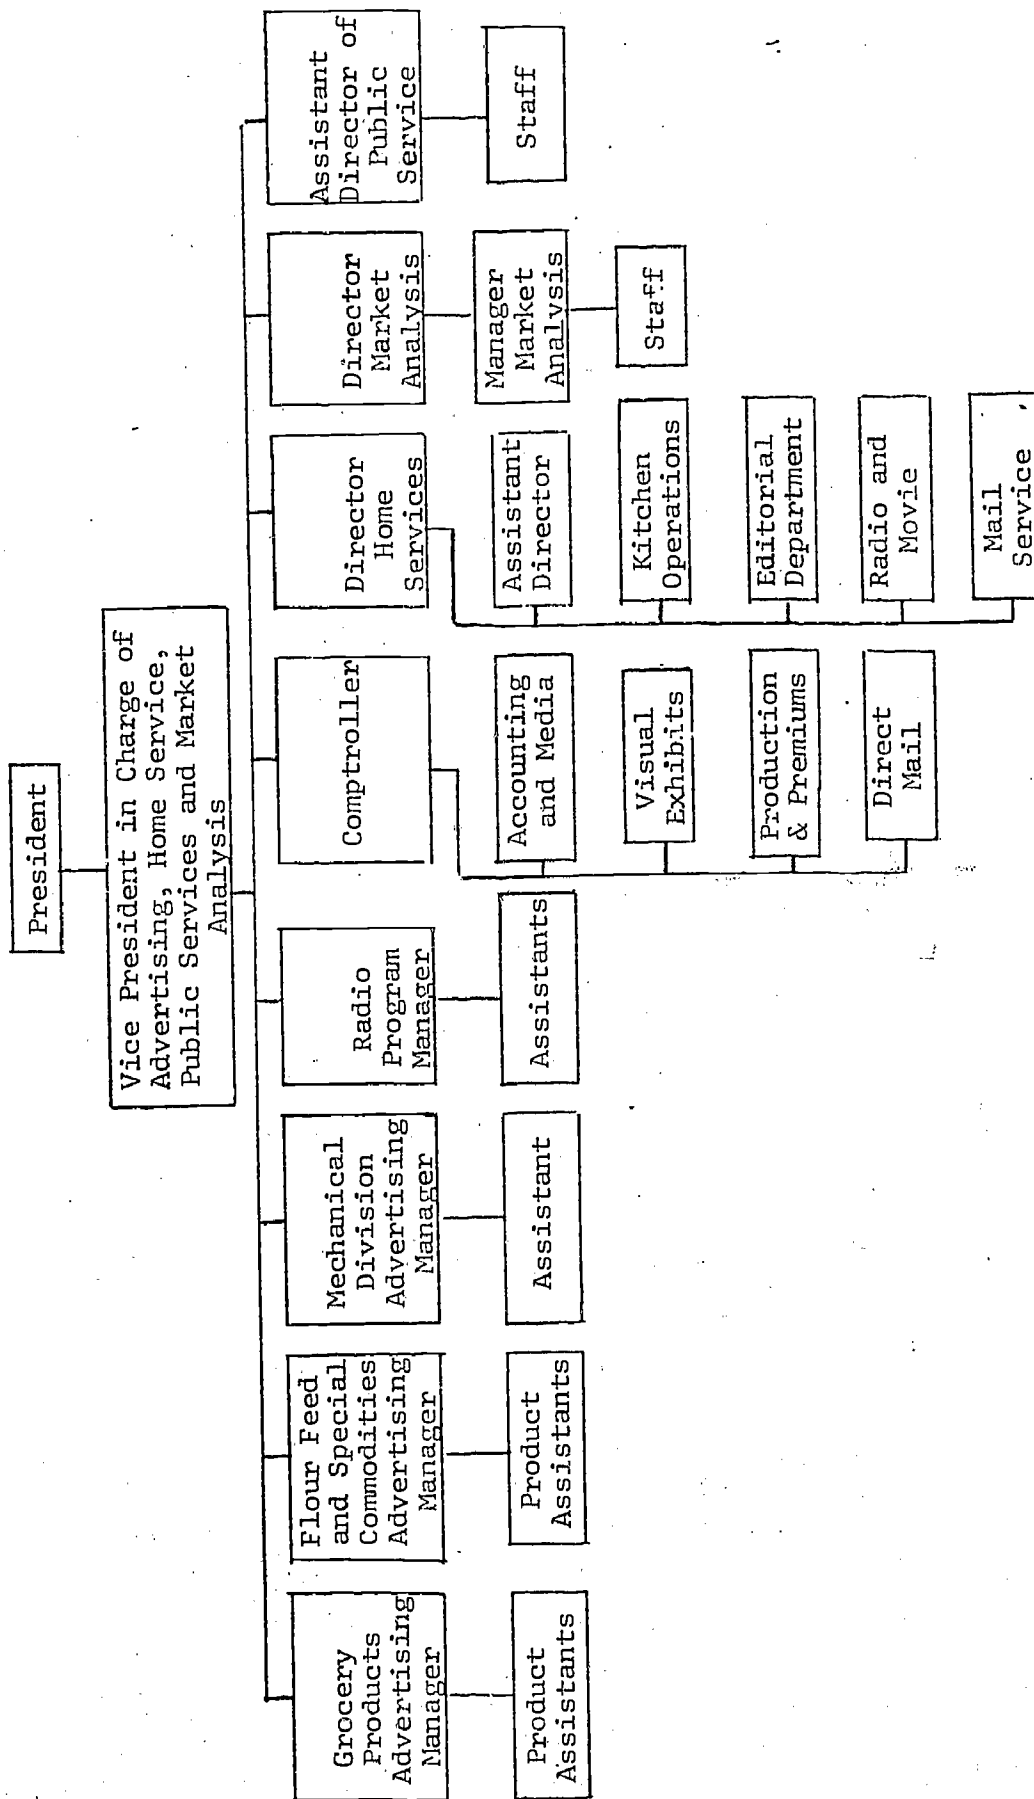 President
Vice President in Charge of
Advertising, Home Service,
Public Services and Market
Analysis
Grocery
Products
Advertising
Manager
Flour Feed
and Special
Commodities
Advertising
Manager
Mechanical
Division
Advertising
Manager
Radio
Program
Manager
Comptroller
Director
Home
Services
Director
Market
Analysis
Assistant
Director of
Public
Service
Product
Assistants
Product
Assistants
Assistant
Assistants
Accounting
and Media
Visual
Exhibits
Production
& Premiums
Direct
Mail
Assistant
Director
Kitchen
Operations
Editorial
Department
Radio and
Movie
Mail
Service
Manager
Market
Analysis
Staff
Staff